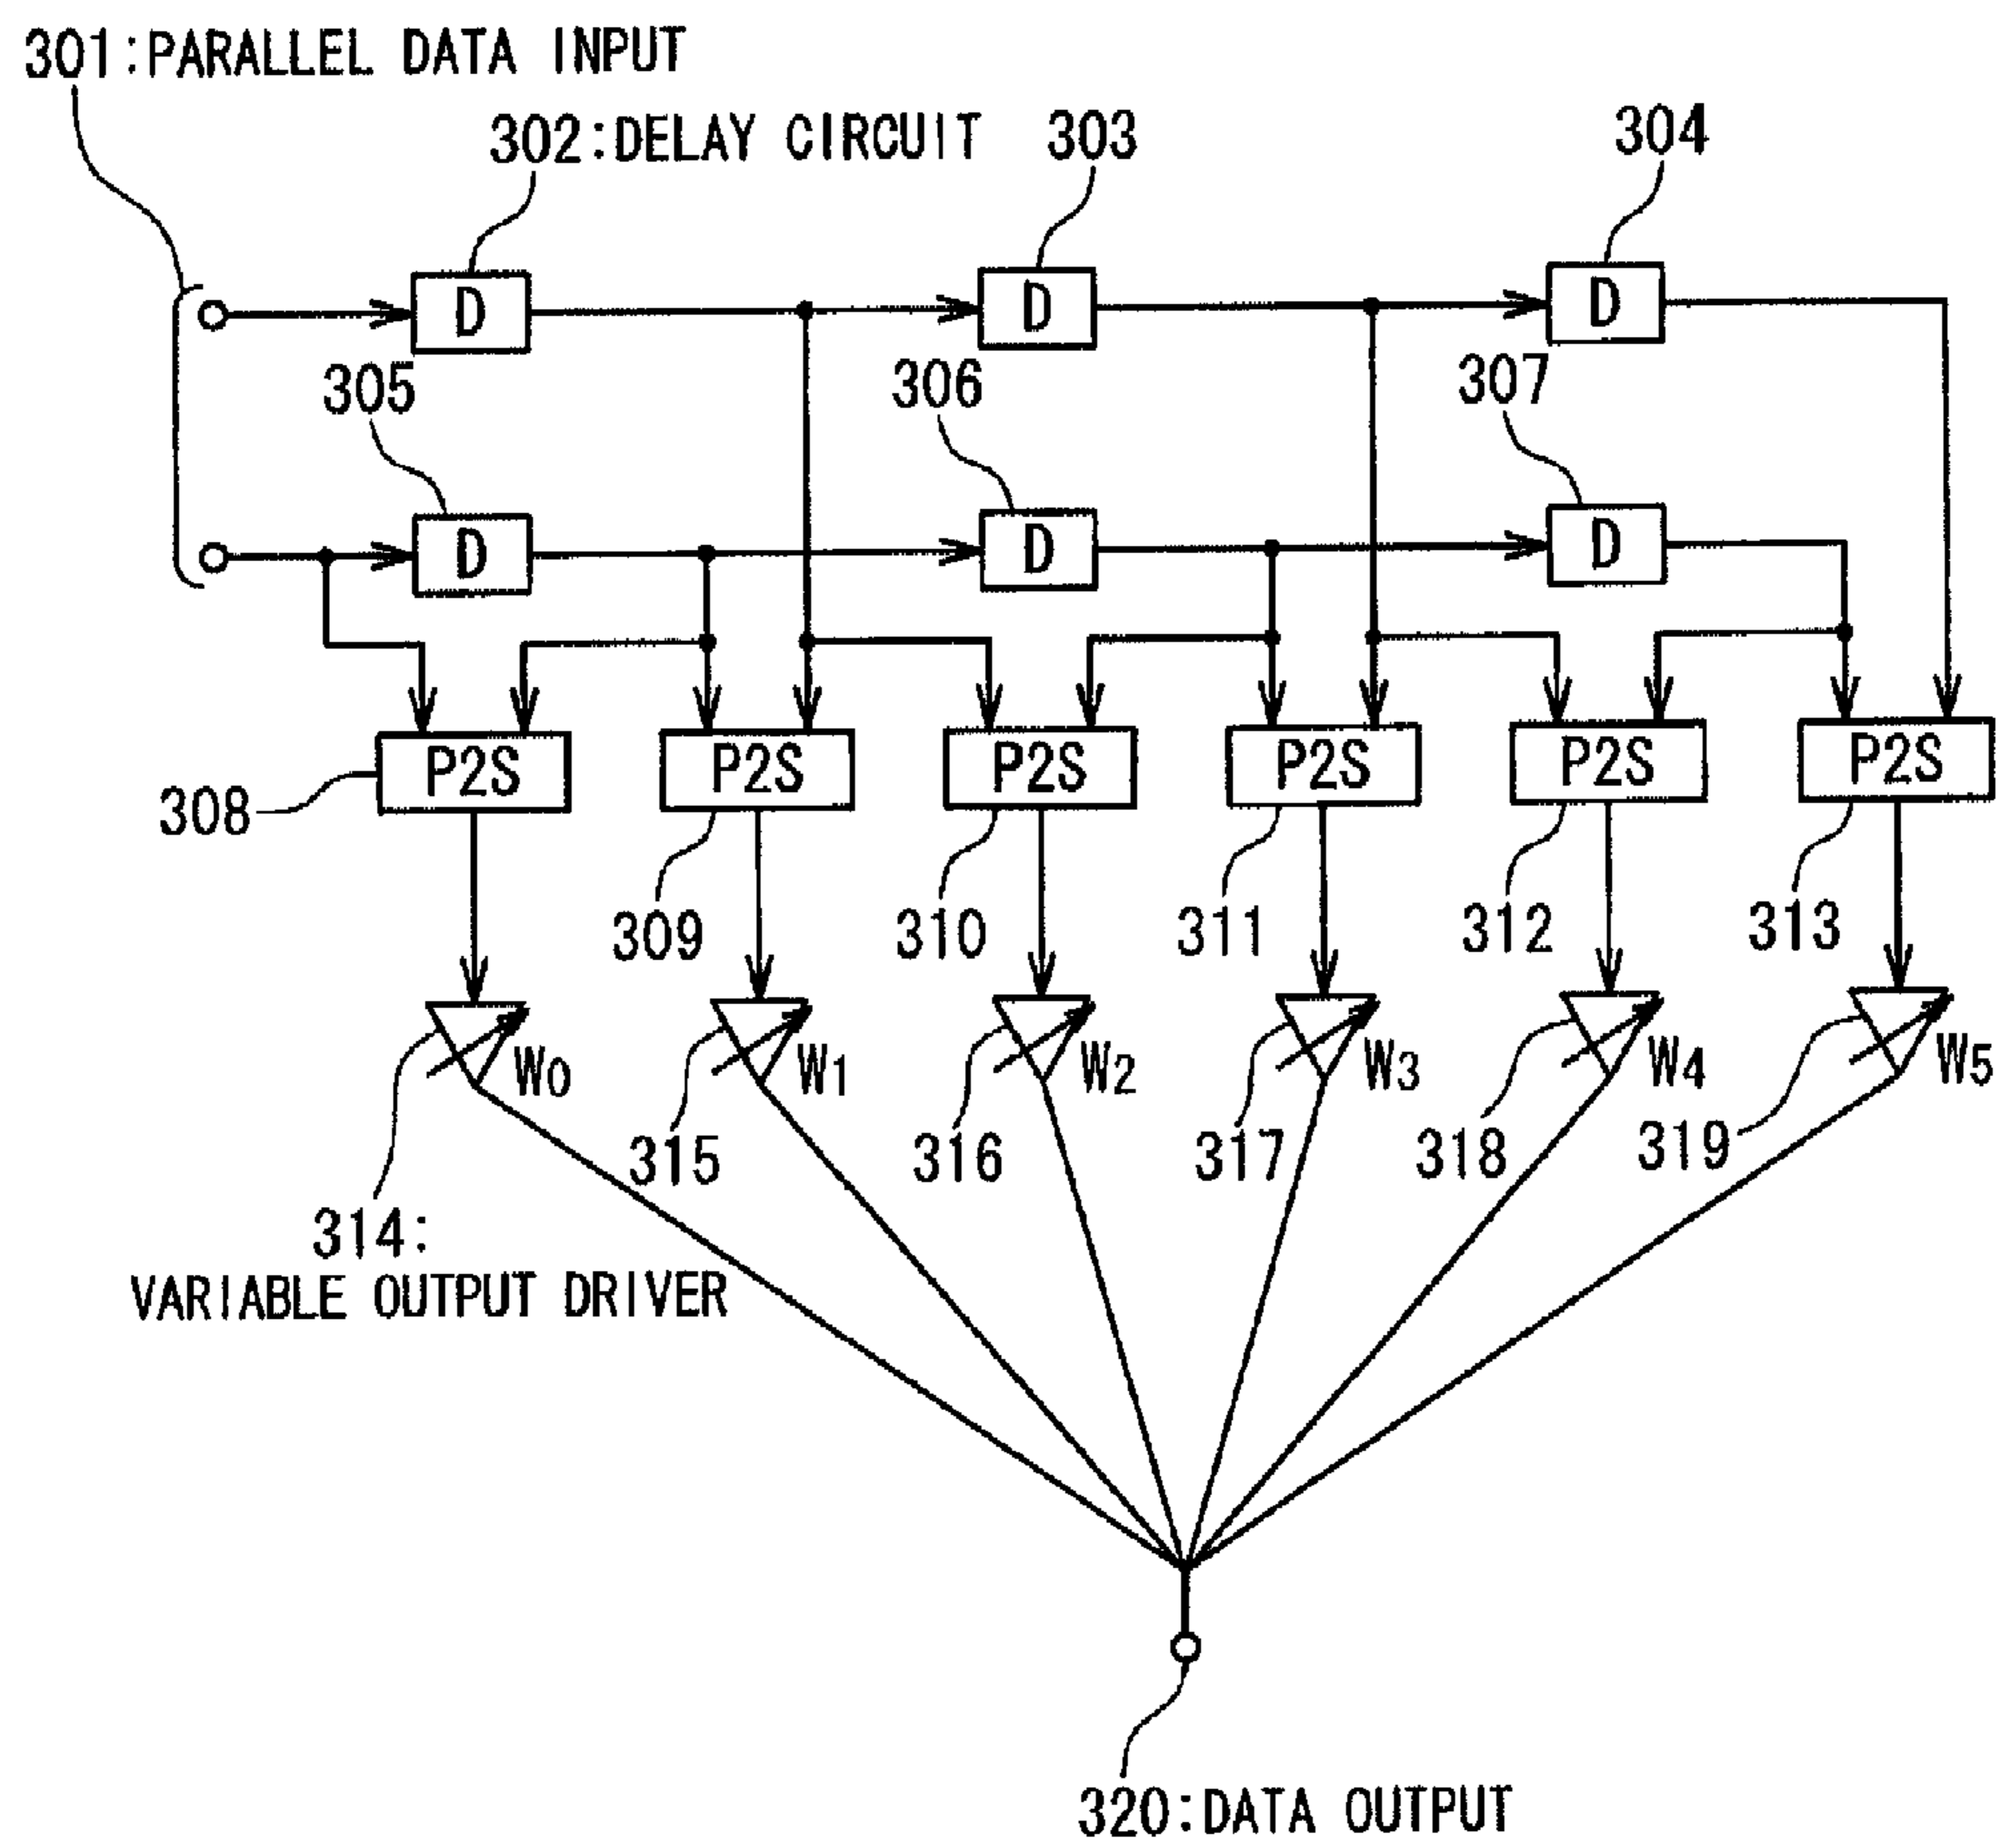 301:PARALLEL DATA INPUT
302:DELAY CIRCUIT
303
304
D
D
D
305
306
307
D
D
D
P2S
P2S
P2S
P2S
P2S
P2S
308
309
310
311
312
313
W0
W1
W2
W3
W4
W5
314:
VARIABLE OUTPUT DRIVER
315
316
317
318
319
320:DATA OUTPUT